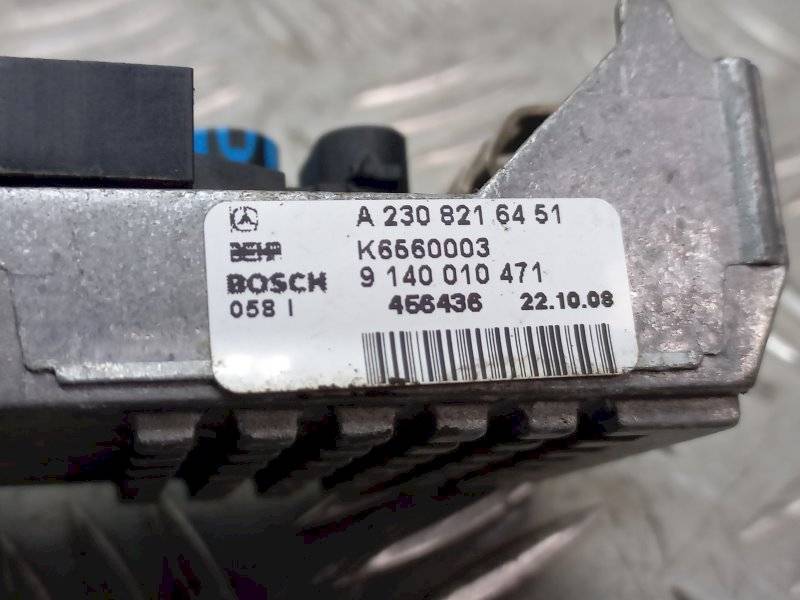 A 230 821 64 51
BEHR K6560003
BOSCH 9 140 010 471
058 I 456436 22.10.08